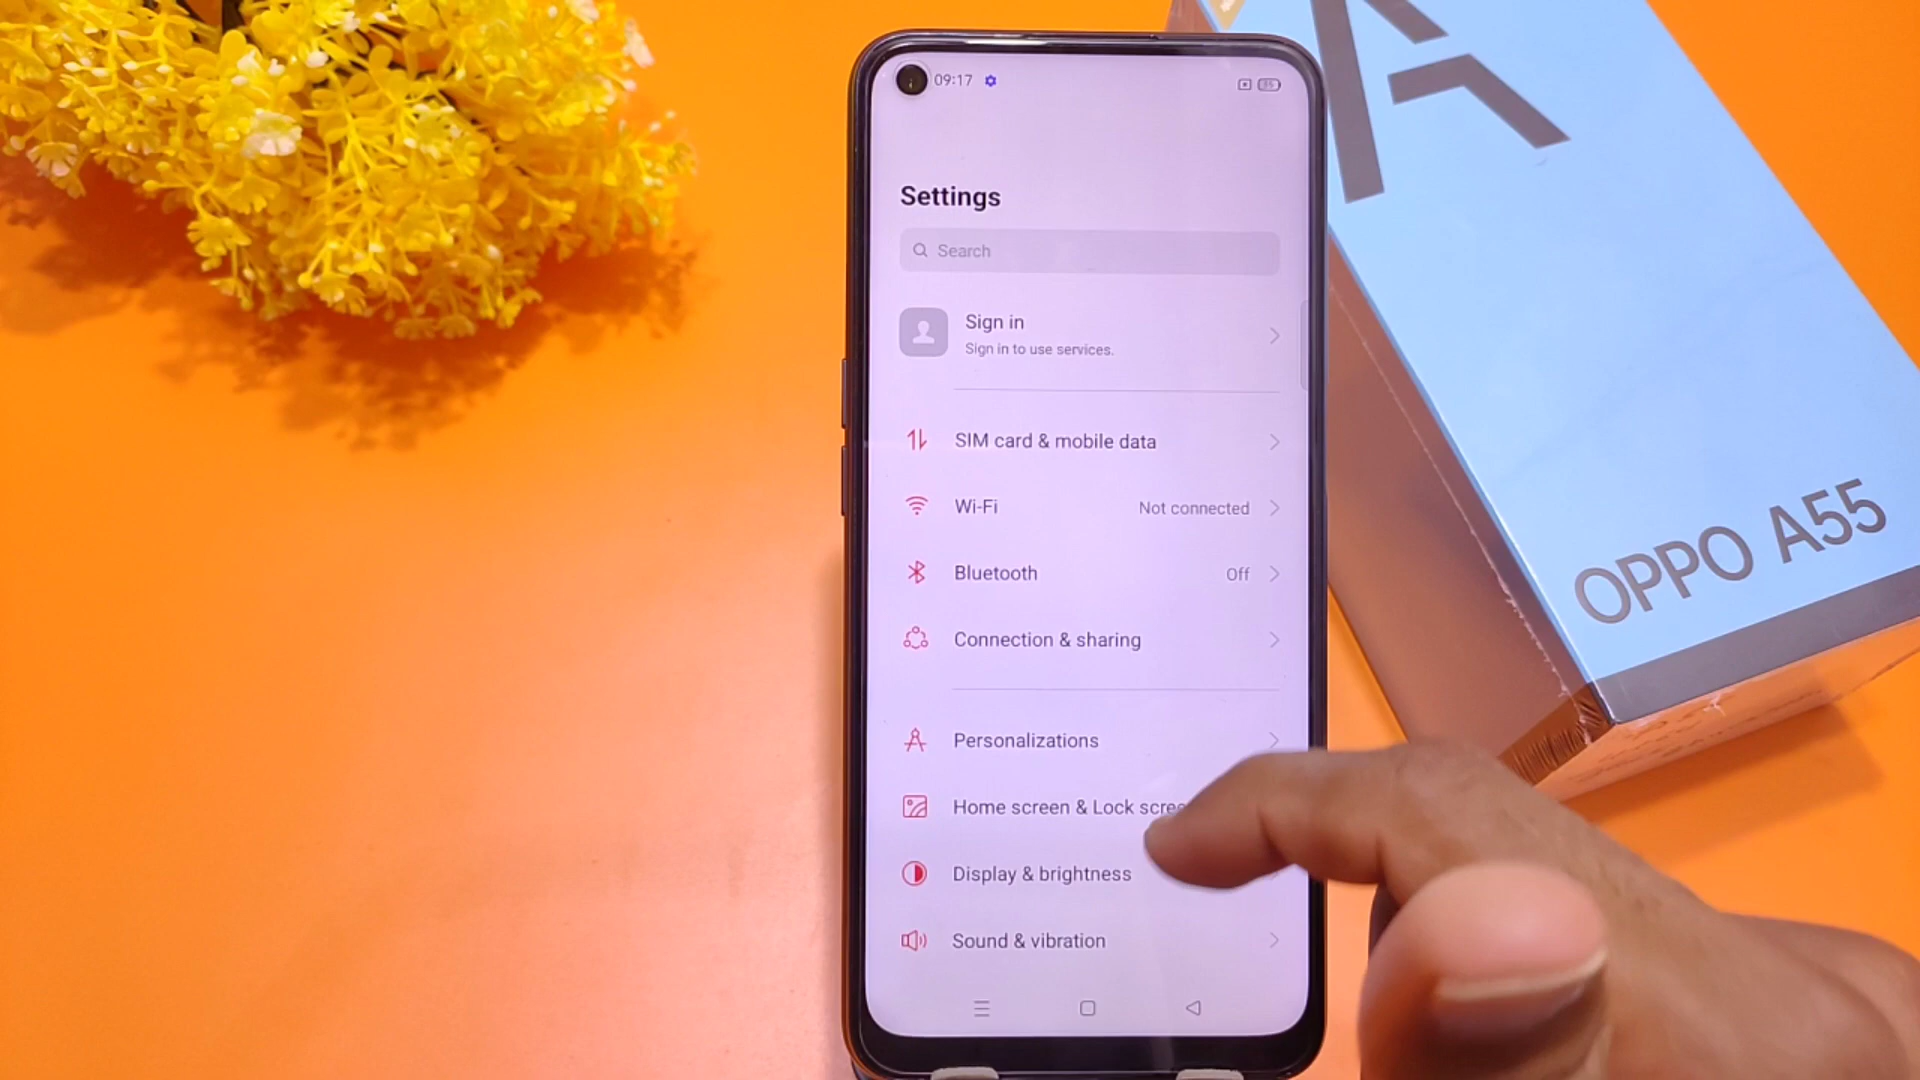 09:17
Settings
Search
Sign in
Sign in to use services.
SIM card & mobile data
Wi-Fi Not connected
Bluetooth Off
Connection & sharing
Personalizations
Home screen & Lock scree
Display & brightness
Sound & vibration
A
OPPO A55